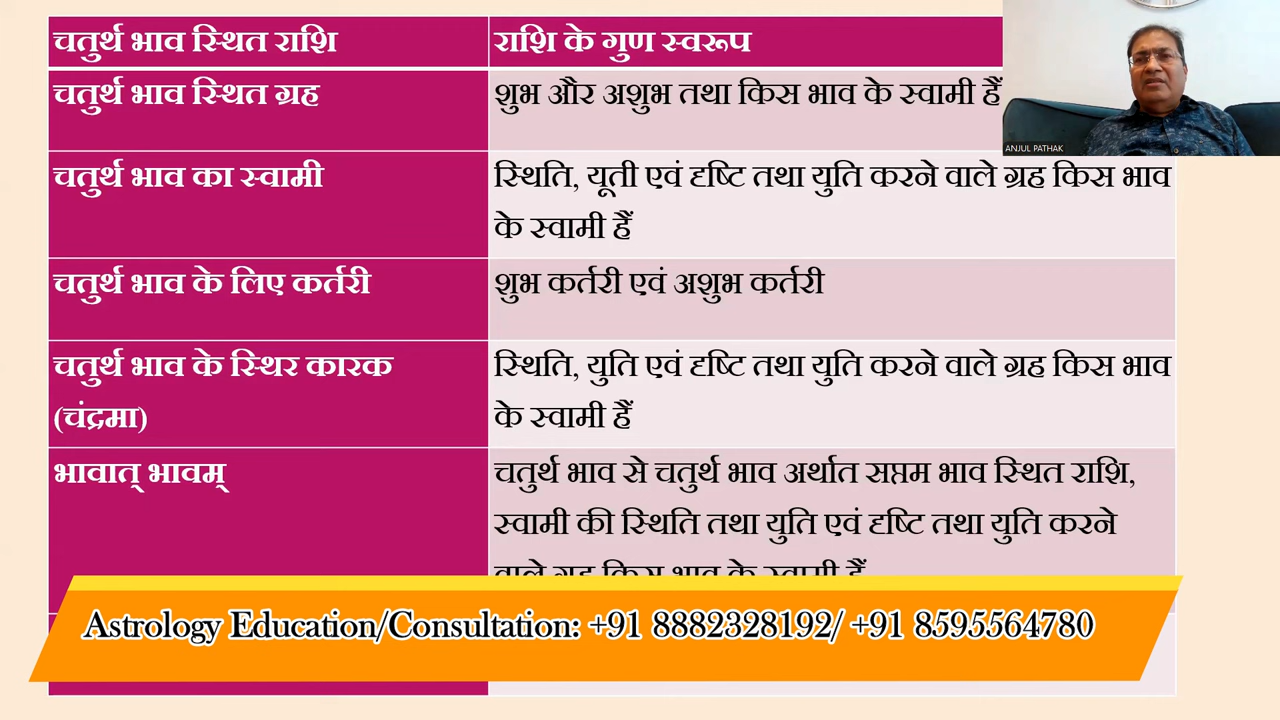 चतुर्थ भाव स्थित राशि
राशि के गुण स्वरूप
चतुर्थ भाव स्थित ग्रह
शुभ और अशुभ तथा किस भाव के स्वामी हैं
ANJUL PATHAK
चतुर्थ भाव का स्वामी
स्थिति, यूती एवं दृष्टि तथा युति करने वाले ग्रह किस भाव
के स्वामी हैं
चतुर्थ भाव के लिए कर्तरी
शुभ कर्तरी एवं अशुभ कर्तरी
चतुर्थ भाव के स्थिर कारक
(चंद्रमा)
स्थिति, युति एवं दृष्टि तथा युति करने वाले ग्रह किस भाव
के स्वामी हैं
भावात् भावम्
चतुर्थ भाव से चतुर्थ भाव अर्थात सप्तम भाव स्थित राशि,
स्वामी की स्थिति तथा युति एवं दृष्टि तथा युति करने
वाले ग्रह किस भाव के स्वामी हैं
Astrology Education/Consultation: +91 8882328192/ +91 8595564780